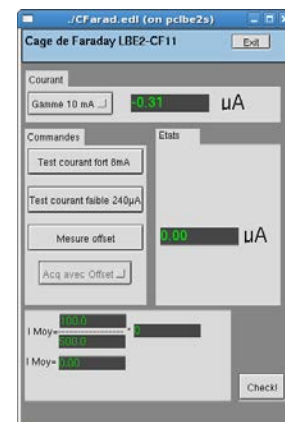 ./CFarad.edl (on pclbe2s)
Cage de Faraday LBE2-CF11
Exit
Courant
Gamme 10 mA
-0.31
µA
Commandes
Etats
Test courant fort 8mA
Test courant faible 240µA
Mesure offset
0.00
µA
Acq avec Offset
100.0
I Moy=
* 0
500.0
I Moy= 0.00
Check!